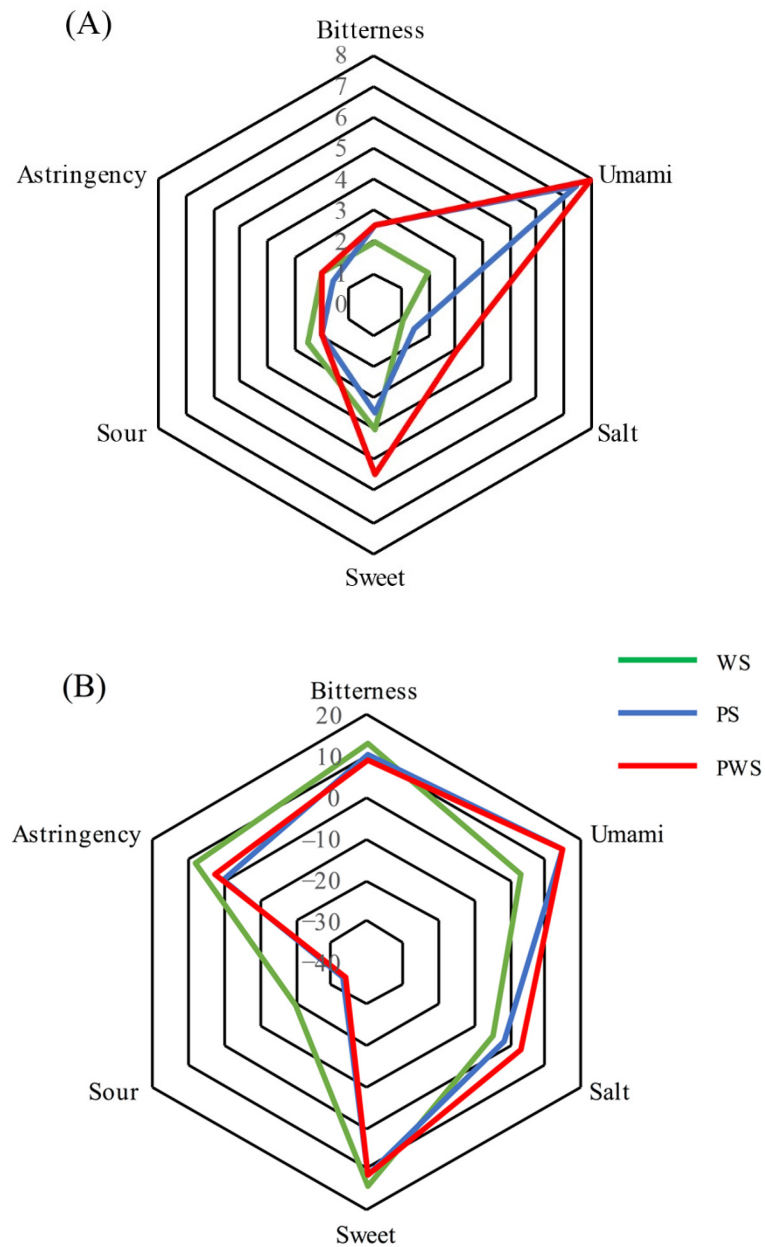 (A)
Bitterness
8
7
6
5
4
3
2
1
0
Astringency
Umami
Sour
Salt
Sweet
WS
PS
PWS
(B)
Bitterness
20
10
0
−10
−20
−30
−40
Astringency
Umami
Sour
Salt
Sweet